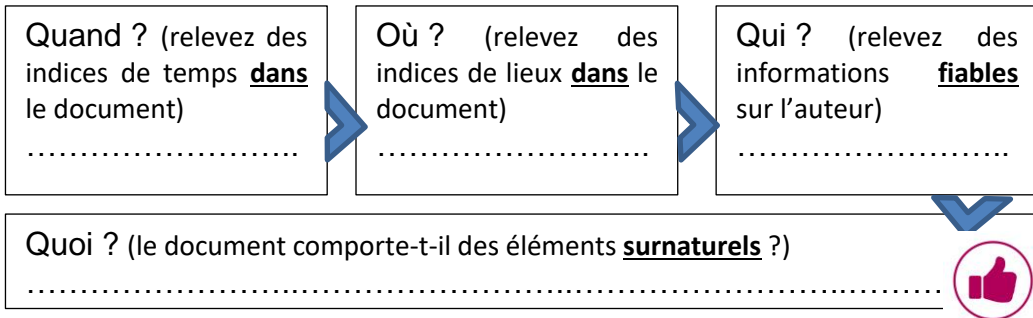 Quand ? (relevez des
indices de temps dans
le document)
…………………….
Où ? (relevez des
indices de lieux dans le
document)
…………………….
Qui ? (relevez des
informations fiables
sur l'auteur)
…………………….
Quoi ? (le document comporte-t-il des éléments surnaturels ?)
…………………………………………………………………..………